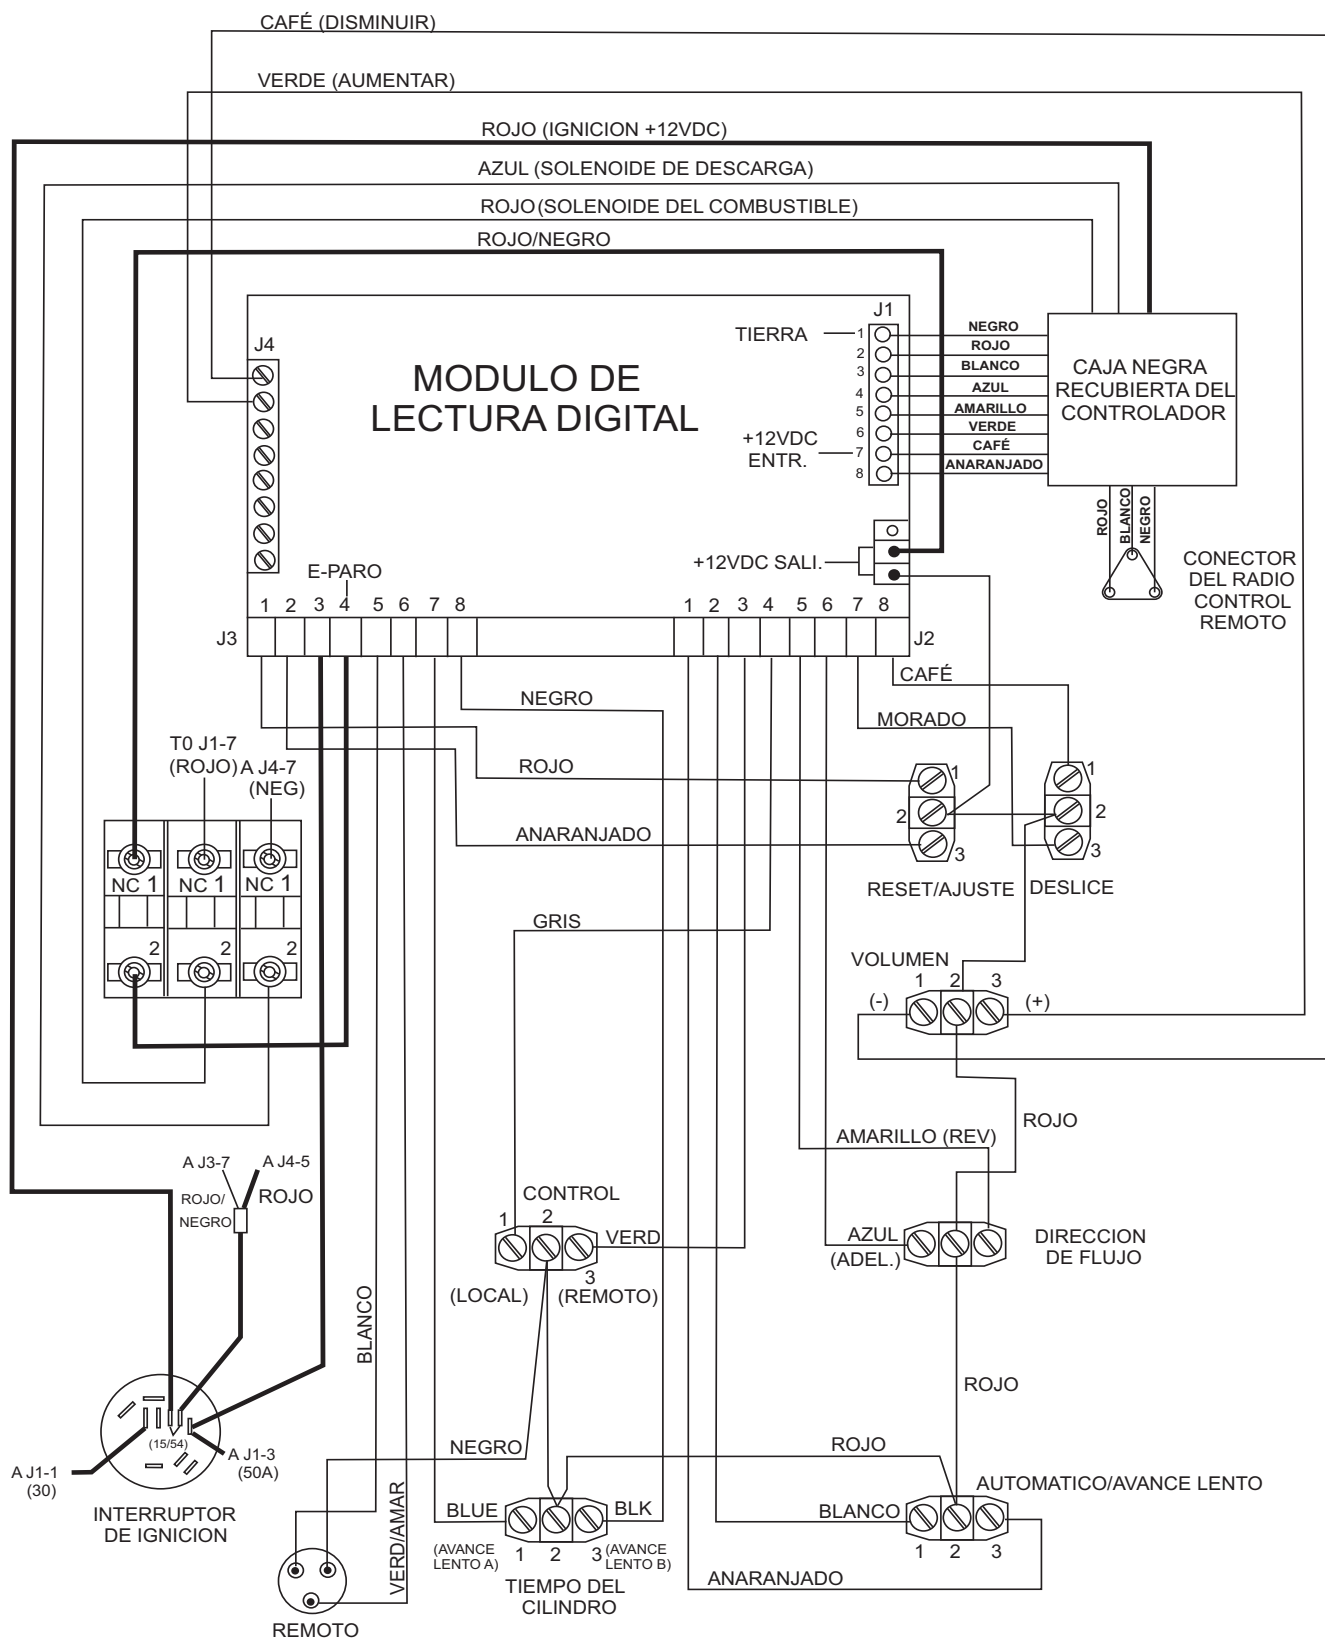 CAFÉ (DISMINUIR)
VERDE (AUMENTAR)
ROJO (IGNICION +12VDC)
AZUL (SOLENOIDE DE DESCARGA)
ROJO (SOLENOIDE DEL COMBUSTIBLE)
ROJO/NEGRO
J4
MODULO DE
LECTURA DIGITAL
J1
TIERRA
1
2
3
4
5
6
7
8
+12VDC
ENTR.
NEGRO
ROJO
BLANCO
AZUL
AMARILLO
VERDE
CAFÉ
ANARANJADO
CAJA NEGRA
RECUBIERTA DEL
CONTROLADOR
ROJO
BLANCO
NEGRO
CONECTOR
DEL RADIO
CONTROL
REMOTO
+12VDC SALI.
E-PARO
1 2 3 4 5 6 7 8
1 2 3 4 5 6 7 8
J3
J2
CAFÉ
MORADO
NEGRO
ROJO
ANARANJADO
T0 J1-7
(ROJO)
A J4-7
(NEG)
NC 1
NC 1
NC 1
2
2
2
1
2
3
RESET/AJUSTE
1
2
3
DESLICE
GRIS
VOLUMEN
1 2 3
(-)
(+)
ROJO
AMARILLO (REV)
A J3-7
A J4-5
ROJO/
NEGRO
ROJO
CONTROL
1 2
3
VERD
(LOCAL)
(REMOTO)
AZUL
(ADEL.)
DIRECCION
DE FLUJO
BLANCO
ROJO
(15/54)
A J1-1
(30)
A J1-3
(50A)
INTERRUPTOR
DE IGNICION
NEGRO
VERD/AMAR
ROJO
AUTOMATICO/AVANCE LENTO
BLUE
BLK
BLANCO
(AVANCE
LENTO A)
1 2 3
(AVANCE
LENTO B)
1 2 3
TIEMPO DEL
CILINDRO
ANARANJADO
REMOTO